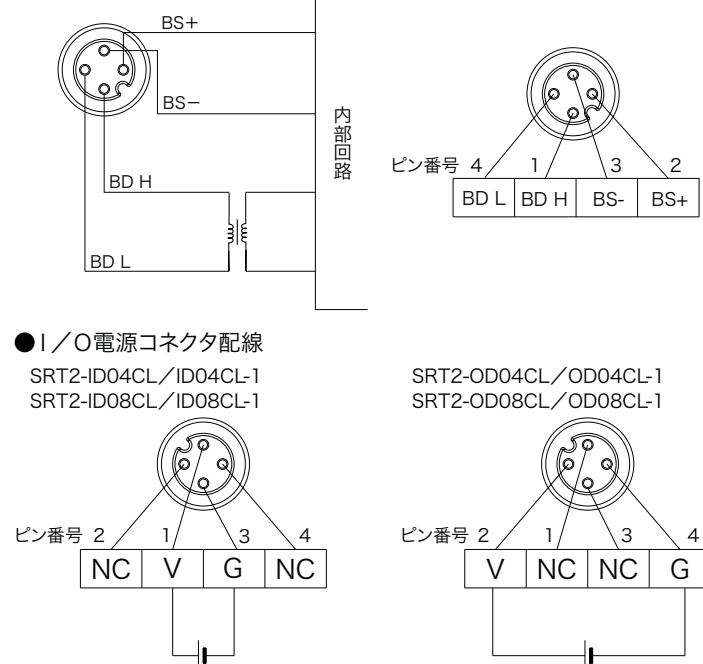 BS+
BS−
内部回路
BD H
BD L
ピン番号 4 1 3 2
BD L BD H BS- BS+
●I／O電源コネクタ配線
SRT2-ID04CL／ID04CL-1
SRT2-ID08CL／ID08CL-1
SRT2-OD04CL／OD04CL-1
SRT2-OD08CL／OD08CL-1
ピン番号 2 1 3 4
NC V G NC
ピン番号 2 1 3 4
V NC NC G